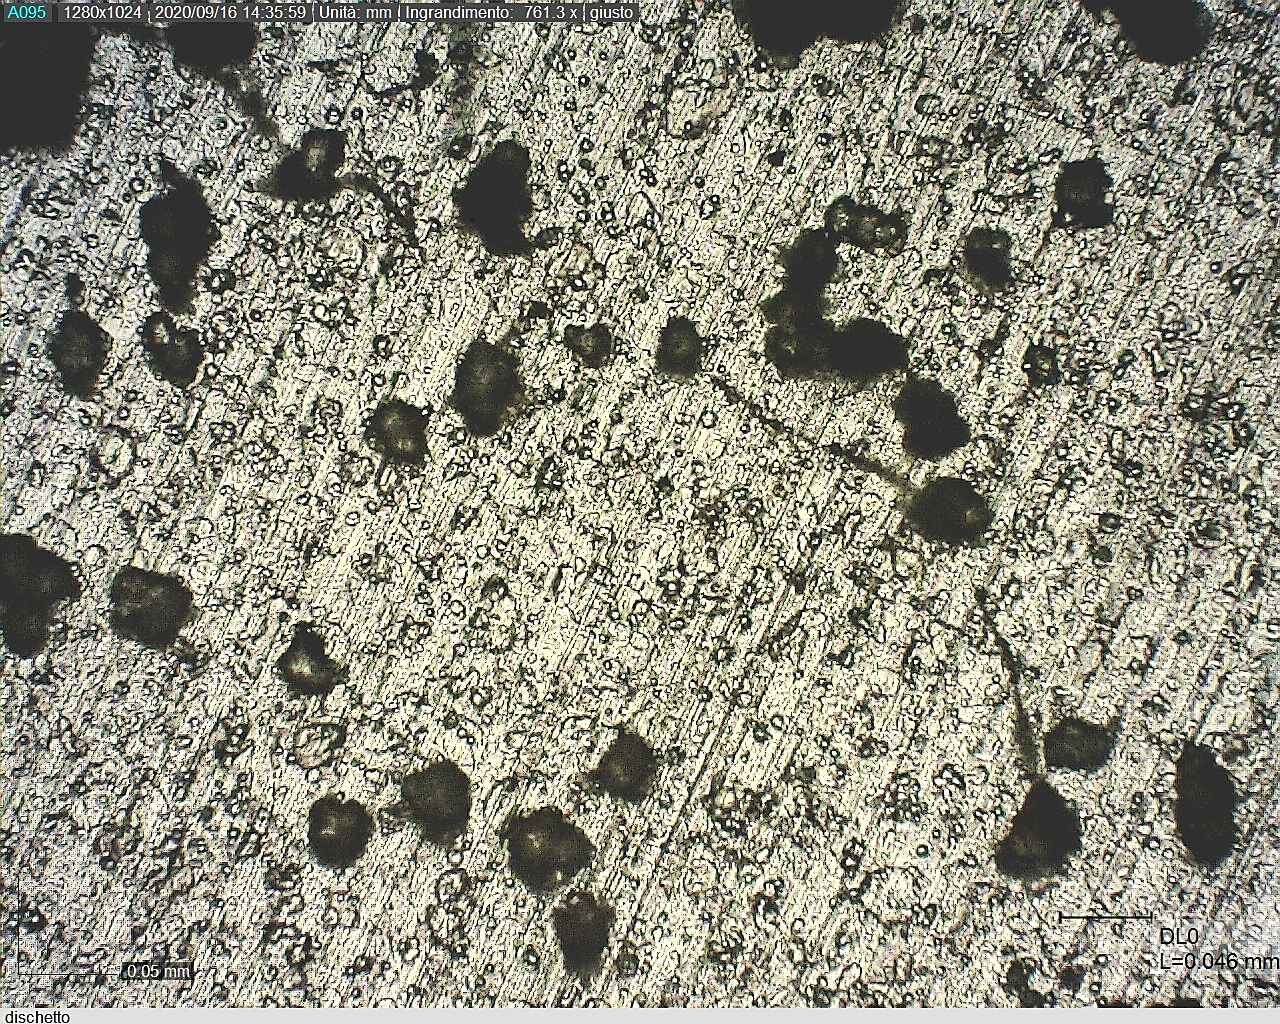 A095 1280x1024 2020/09/16 14:35:59 Unità: mm Ingrandimento: 761.3 x giusto
DL0
L=0.046 mm
0.05 mm
dischetto